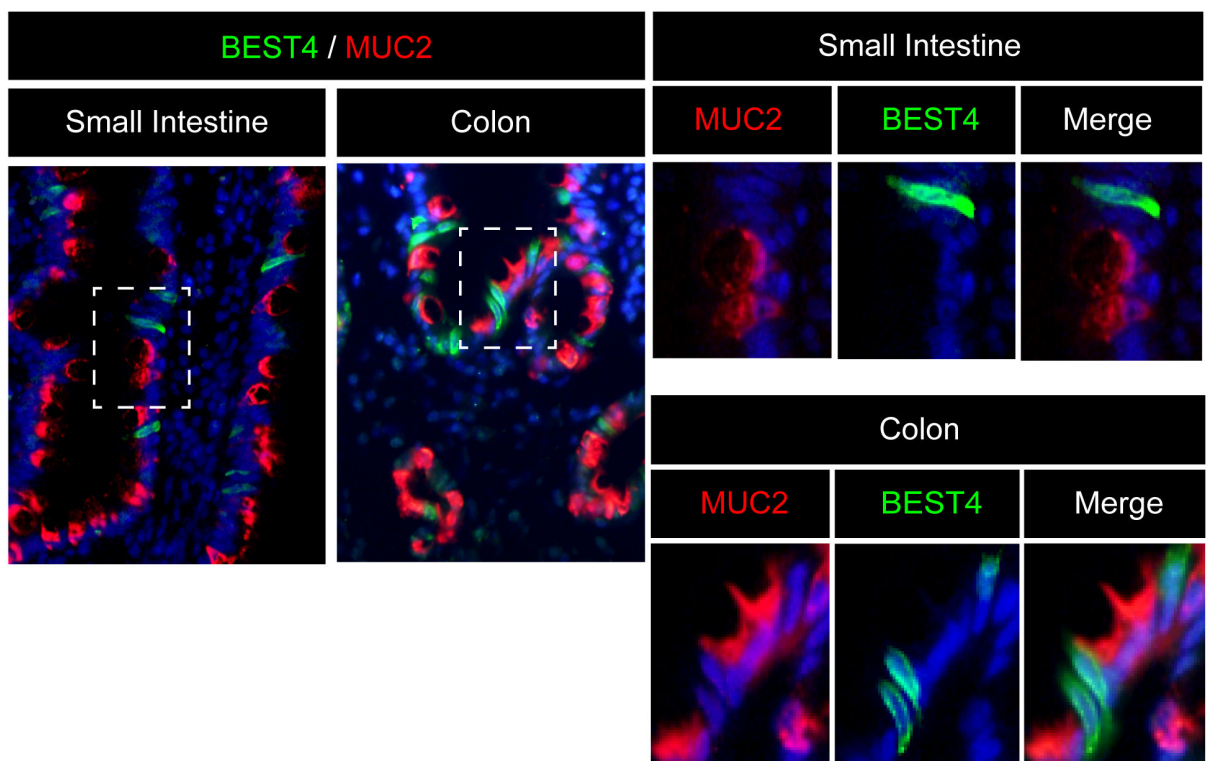 BEST4 / MUC2
Small Intestine
Colon
Small Intestine
MUC2
BEST4
Merge
Colon
MUC2
BEST4
Merge